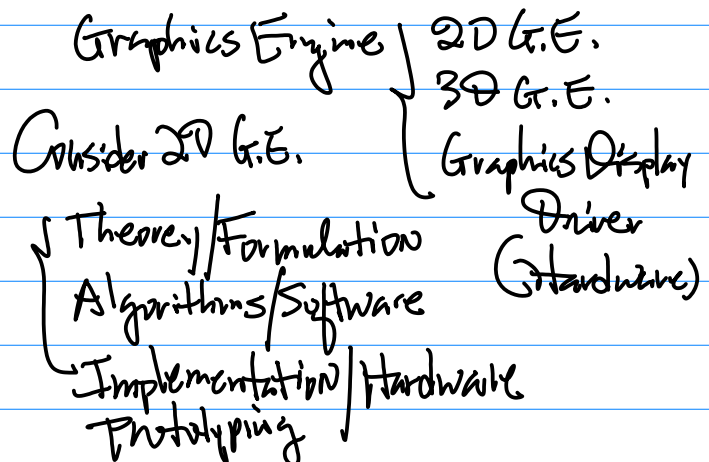 Graphics Engine { 2D G.E.
3D G.E.
Graphics Display
Driver
(Hardware)
Consider 2D G.E.
{ Theory/Formulation
Algorithms/Software
Implementation/Hardware
Prototyping